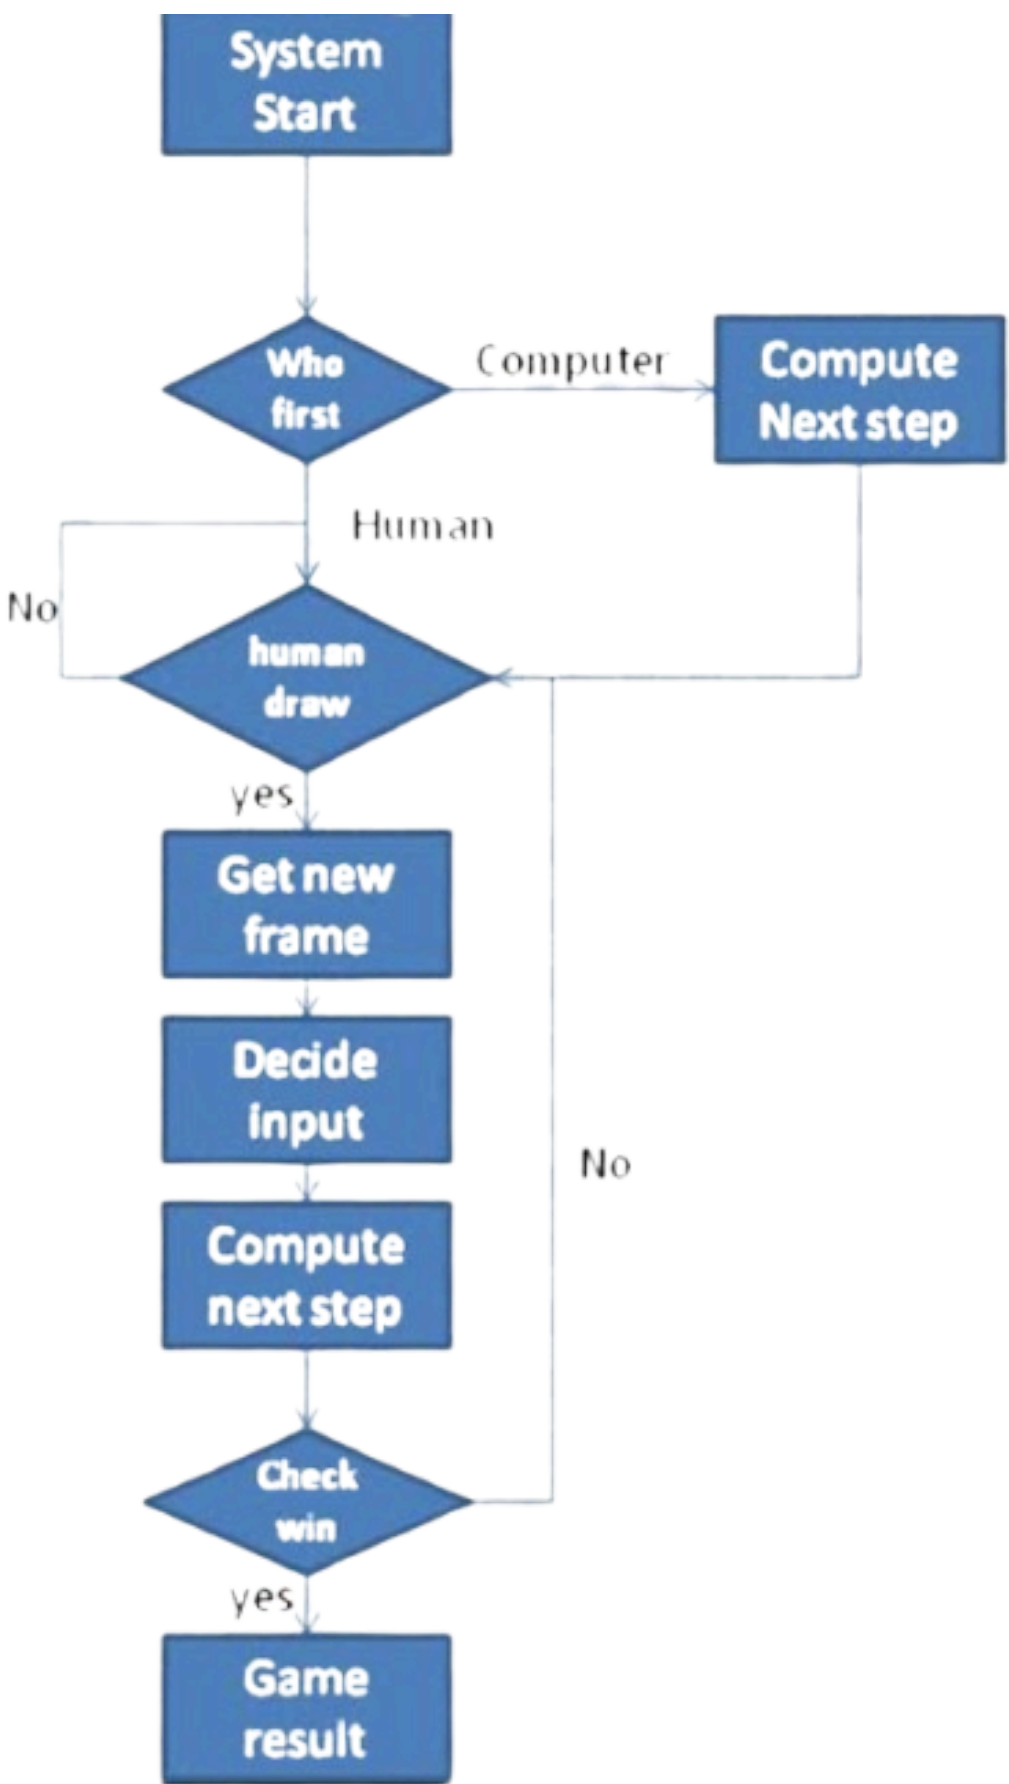 System
Start
Who
first
Computer
Compute
Next step
Human
No
human
draw
yes
Get new
frame
Decide
input
No
Compute
next step
Check
win
yes
Game
result